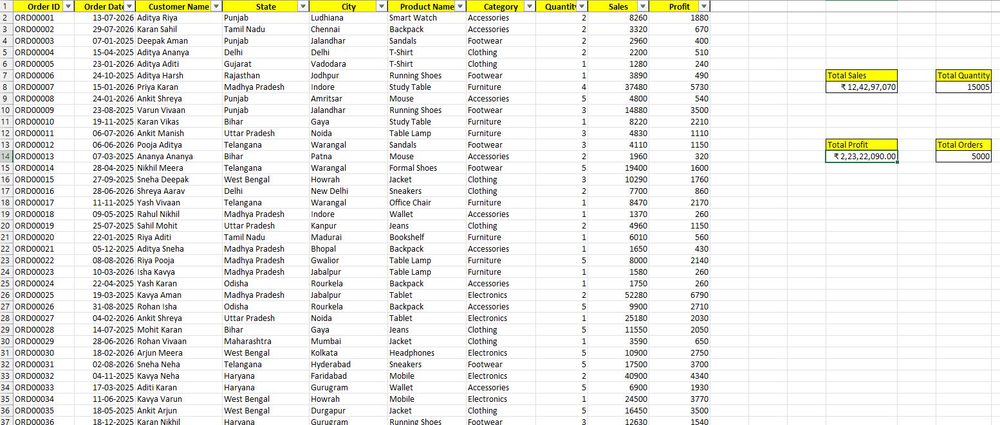 1 Order ID Order Date Customer Name State City Product Name Category Quantity Sales Profit
2 ORD00001 13-07-2026 Aditya Riya Punjab Ludhiana Smart Watch Accessories 2 8260 1880
3 ORD00002 29-07-2026 Karan Sahil Tamil Nadu Chennai Backpack Accessories 2 3320 670
4 ORD00003 07-01-2025 Deepak Aman Punjab Jalandhar Sandals Footwear 2 2960 400
5 ORD00004 15-04-2025 Aditya Ananya Delhi Delhi T-Shirt Clothing 2 2200 510
6 ORD00005 23-01-2026 Aditya Aditi Gujarat Vadodara T-Shirt Clothing 1 1280 240
7 ORD00006 24-10-2025 Aditya Harsh Rajasthan Jodhpur Running Shoes Footwear 1 3890 490 Total Sales Total Quantity
8 ORD00007 15-01-2026 Priya Karan Madhya Pradesh Indore Study Table Furniture 4 37480 5730 ₹ 12,42,97,070 15005
9 ORD00008 24-01-2026 Ankit Shreya Punjab Amritsar Mouse Accessories 5 4800 540
10 ORD00009 23-08-2025 Varun Vivaan Punjab Jalandhar Running Shoes Footwear 3 14880 3500
11 ORD00010 19-11-2025 Karan Vikas Bihar Gaya Study Table Furniture 1 8220 2210
12 ORD00011 06-07-2026 Ankit Manish Uttar Pradesh Noida Table Lamp Furniture 3 4830 1110
13 ORD00012 06-06-2026 Pooja Aditya Telangana Warangal Sandals Footwear 3 4110 1150 Total Profit Total Orders
14 ORD00013 07-03-2025 Ananya Ananya Bihar Patna Mouse Accessories 2 1960 320 ₹ 2,23,22,090.00 5000
15 ORD00014 28-04-2025 Nikhil Meera Telangana Warangal Formal Shoes Footwear 5 19400 1600
16 ORD00015 27-09-2025 Sneha Deepak West Bengal Howrah Jacket Clothing 3 10290 1760
17 ORD00016 28-06-2026 Shreya Aarav Delhi New Delhi Sneakers Clothing 2 7700 860
18 ORD00017 11-11-2025 Yash Vivaan Telangana Warangal Office Chair Furniture 1 8470 2170
19 ORD00018 09-05-2025 Rahul Nikhil Madhya Pradesh Indore Wallet Accessories 1 1370 260
20 ORD00019 25-07-2025 Sahil Mohit Uttar Pradesh Kanpur Jeans Clothing 2 4960 1150
21 ORD00020 22-01-2025 Riya Aditi Tamil Nadu Madurai Bookshelf Furniture 1 6010 560
22 ORD00021 05-12-2025 Aditya Sneha Madhya Pradesh Bhopal Backpack Accessories 1 1650 430
23 ORD00022 08-08-2026 Riya Pooja Madhya Pradesh Gwalior Table Lamp Furniture 5 8000 2140
24 ORD00023 10-03-2026 Isha Kavya Madhya Pradesh Jabalpur Table Lamp Furniture 1 1580 260
25 ORD00024 22-04-2025 Yash Karan Odisha Rourkela Backpack Accessories 1 1750 260
26 ORD00025 19-03-2025 Kavya Aman Madhya Pradesh Jabalpur Tablet Electronics 2 52280 6790
27 ORD00026 31-08-2025 Rohan Isha Odisha Rourkela Backpack Accessories 5 9900 2710
28 ORD00027 04-02-2026 Ankit Shreya Uttar Pradesh Noida Tablet Electronics 1 25180 2030
29 ORD00028 14-07-2025 Mohit Karan Bihar Gaya Jeans Clothing 5 11550 2050
30 ORD00029 28-06-2026 Rohan Vivaan Maharashtra Mumbai Jacket Clothing 1 3590 650
31 ORD00030 18-02-2026 Arjun Meera West Bengal Kolkata Headphones Electronics 5 10900 2750
32 ORD00031 02-08-2026 Sneha Neha Telangana Hyderabad Sneakers Footwear 5 17500 3700
33 ORD00032 04-11-2025 Kavya Neha Haryana Faridabad Mobile Electronics 2 40900 4340
34 ORD00033 17-03-2025 Aditi Karan Haryana Gurugram Wallet Accessories 5 6900 1930
35 ORD00034 11-06-2025 Kavya Varun West Bengal Howrah Mobile Electronics 1 24500 3770
36 ORD00035 18-05-2025 Ankit Arjun West Bengal Durgapur Jacket Clothing 5 16450 3500
37 ORD00036 18-12-2025 Karan Nikhil Haryana Gurugram Running Shoes Footwear 3 12630 1540